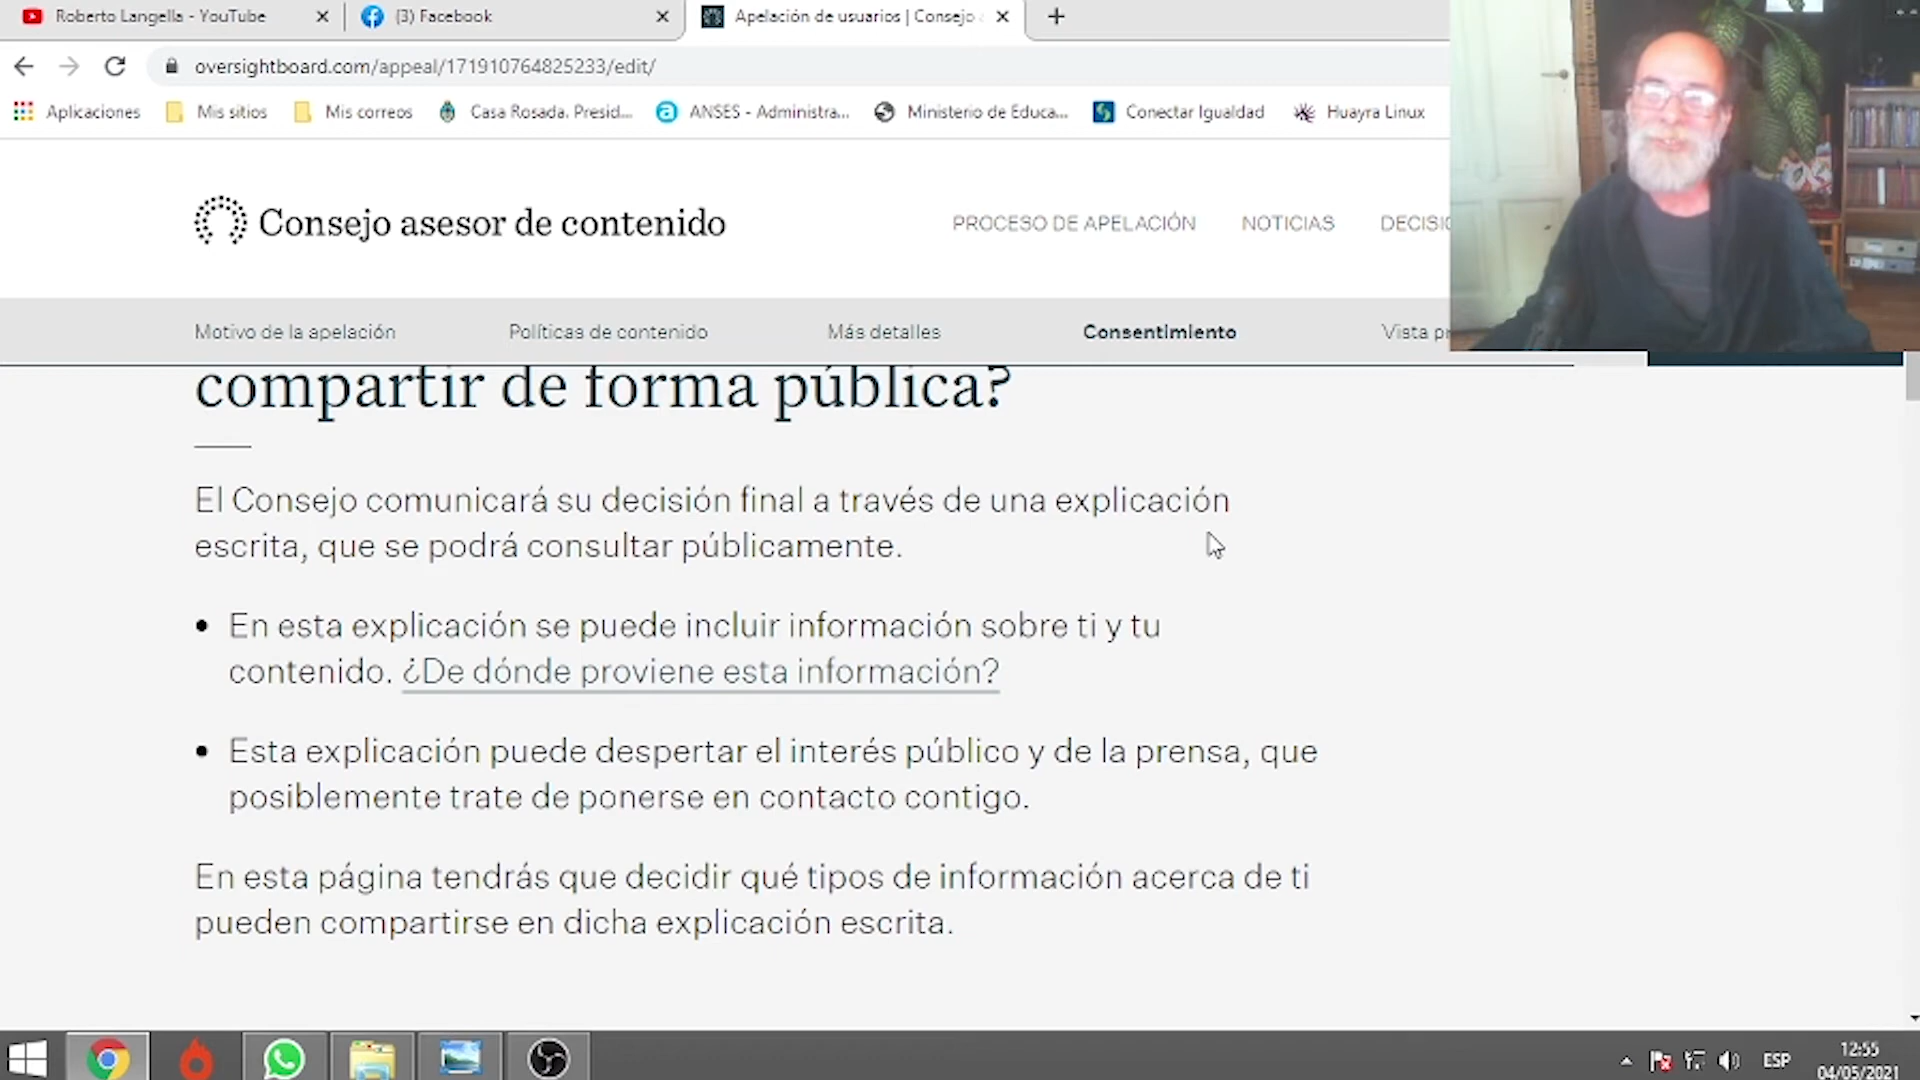 Roberto Langella - YouTube
(3) Facebook
Apelación de usuarios | Consejo
oversightboard.com/appeal/171910764825233/edit/
Aplicaciones
Mis sitios
Mis correos
Casa Rosada. Presid...
ANSES - Administra...
Ministerio de Educa...
Conectar Igualdad
Huayra Linux
Consejo asesor de contenido
PROCESO DE APELACIÓN
NOTICIAS
DECISIO
Motivo de la apelación
Políticas de contenido
Más detalles
Consentimiento
Vista pr
compartir de forma pública?
El Consejo comunicará su decisión final a través de una explicación
escrita, que se podrá consultar públicamente.
• En esta explicación se puede incluir información sobre ti y tu
contenido. ¿De dónde proviene esta información?
• Esta explicación puede despertar el interés público y de la prensa, que
posiblemente trate de ponerse en contacto contigo.
En esta página tendrás que decidir qué tipos de información acerca de ti
pueden compartirse en dicha explicación escrita.
ESP
12:55
04/05/2021